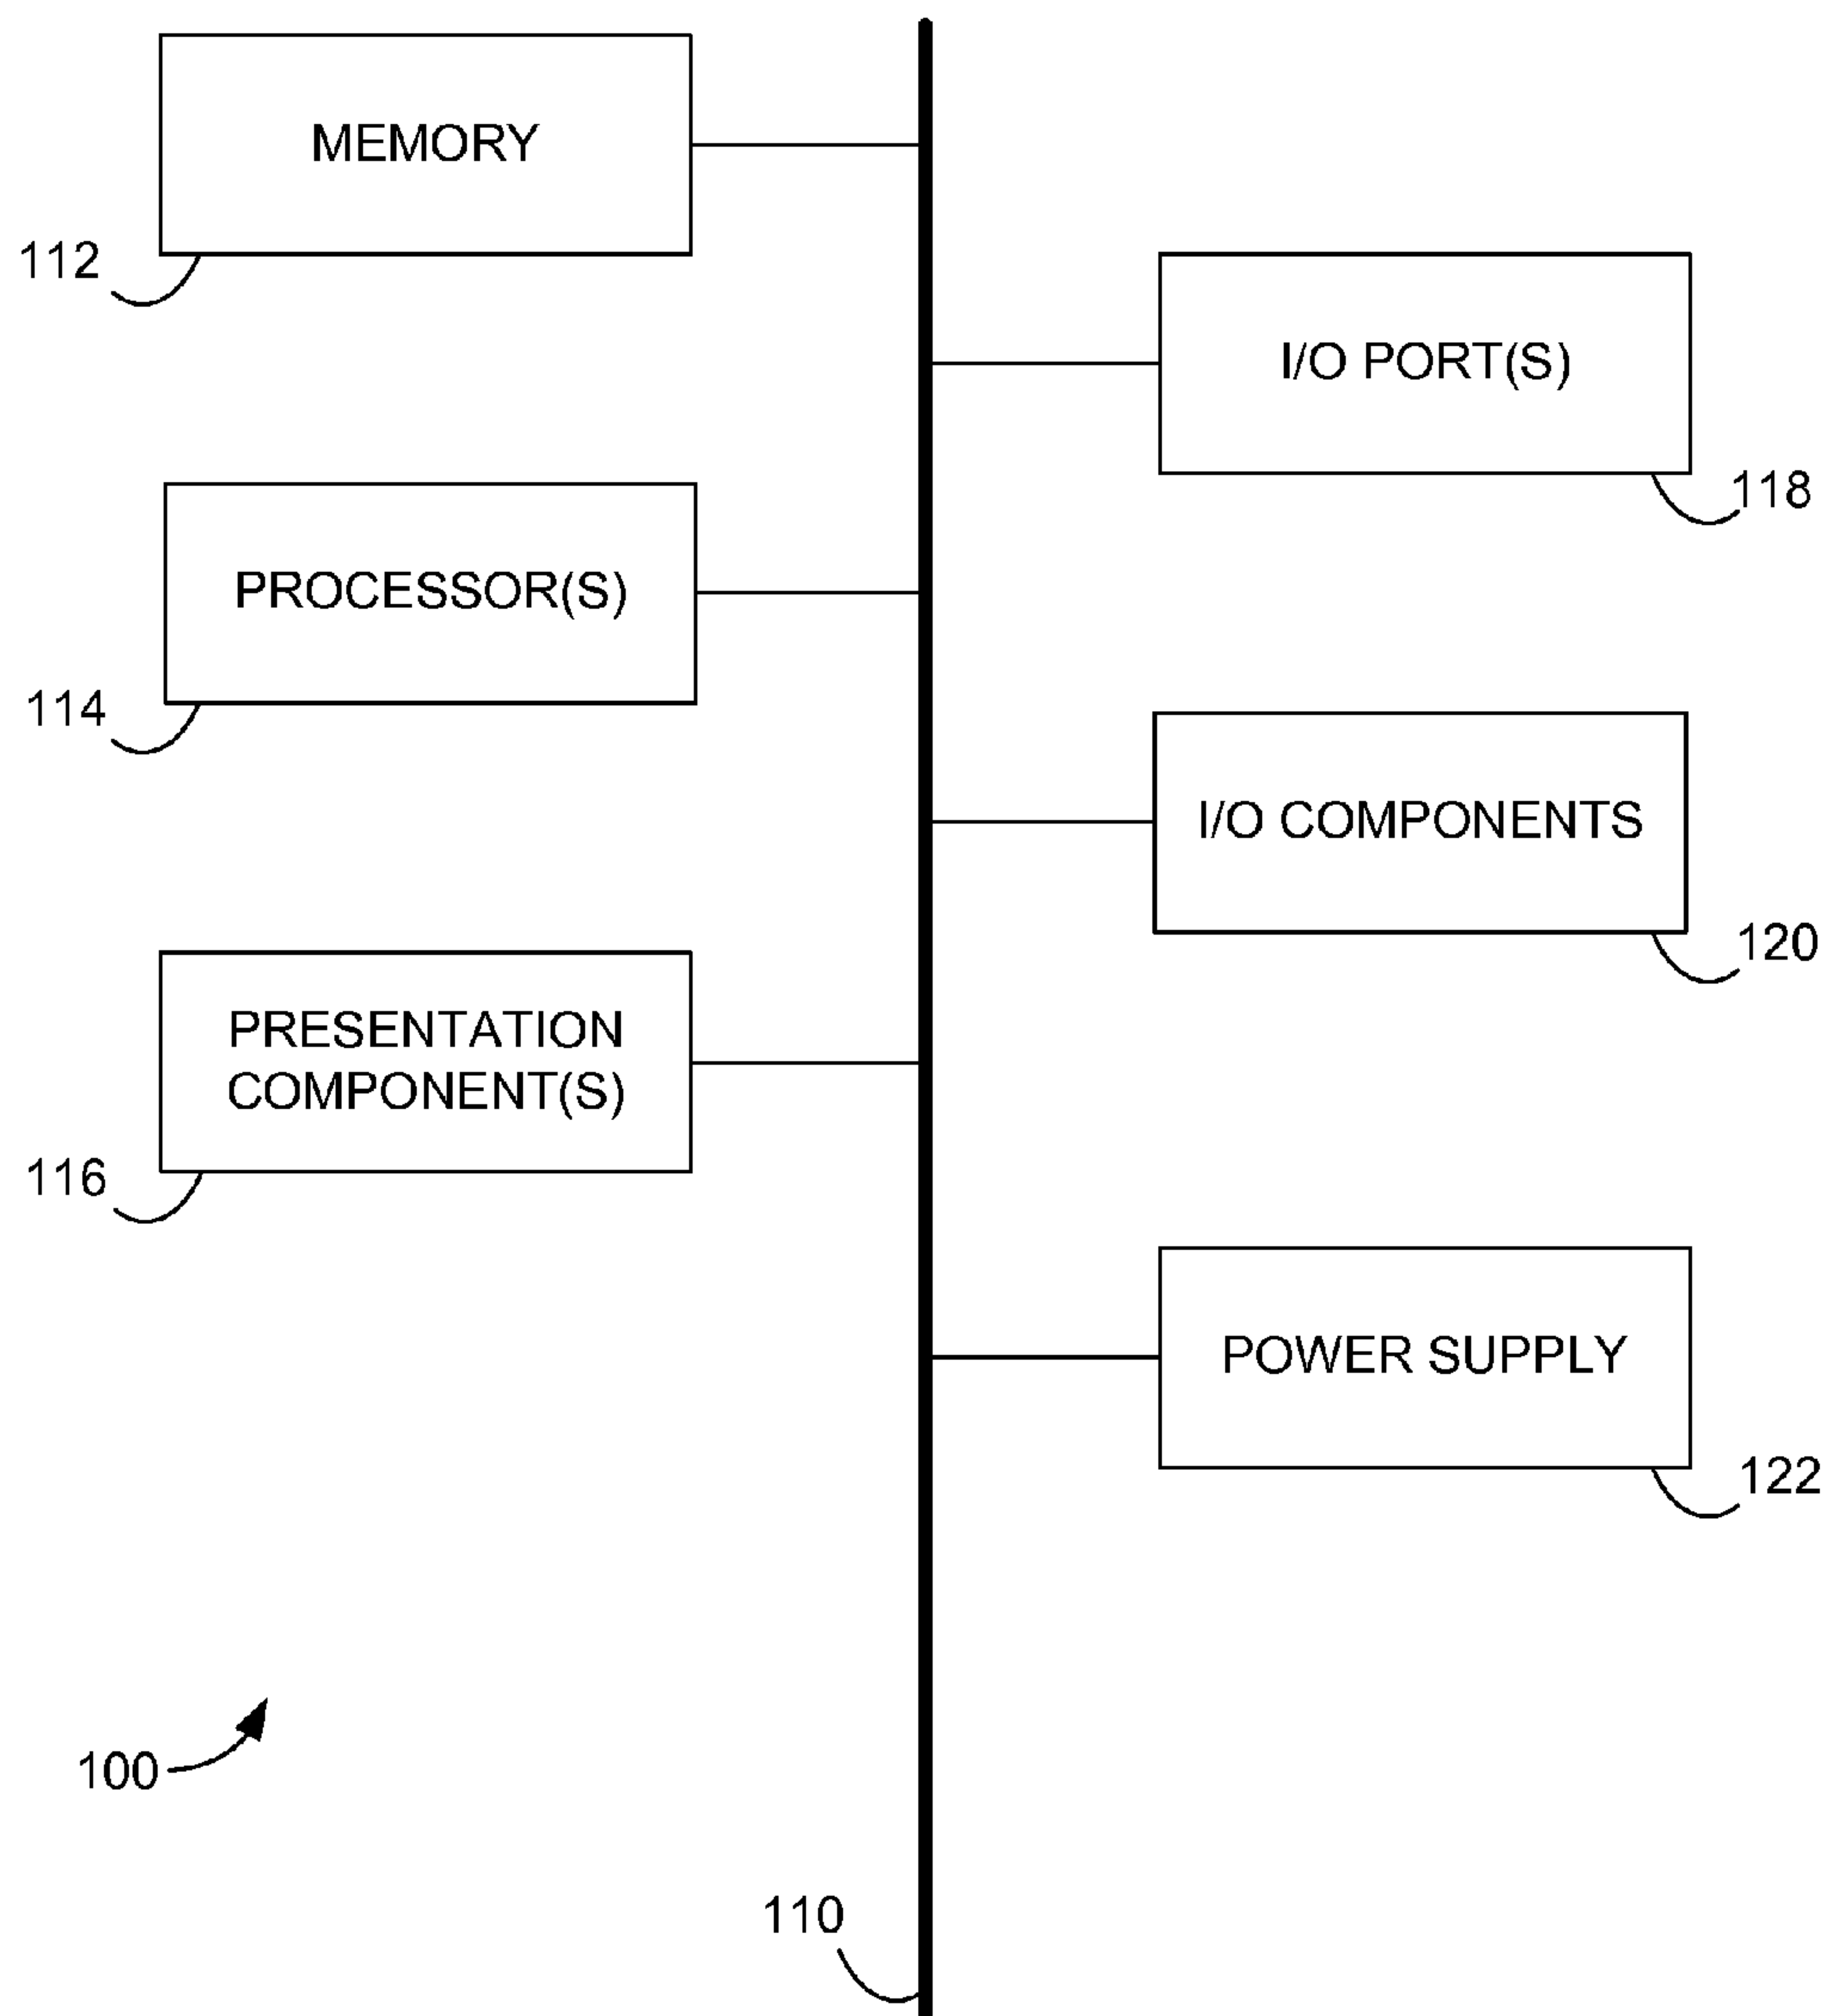 MEMORY
112
I/O PORT(S)
118
PROCESSOR(S)
114
I/O COMPONENTS
120
PRESENTATION
COMPONENT(S)
116
POWER SUPPLY
122
100
110